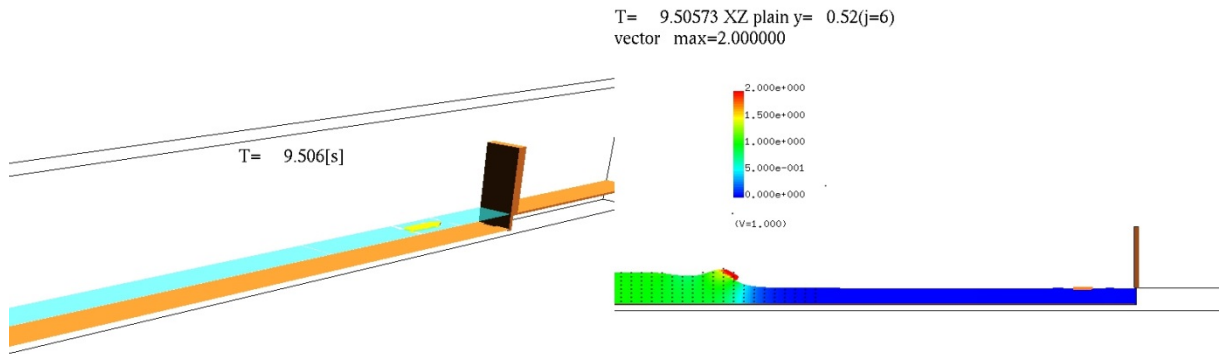 T= 9.506[s]
T= 9.50573 XZ plain y= 0.52(j=6)
vector max=2.000000
2.000e+000
1.500e+000
1.000e+000
5.000e-001
0.000e+000
(V=1.000)